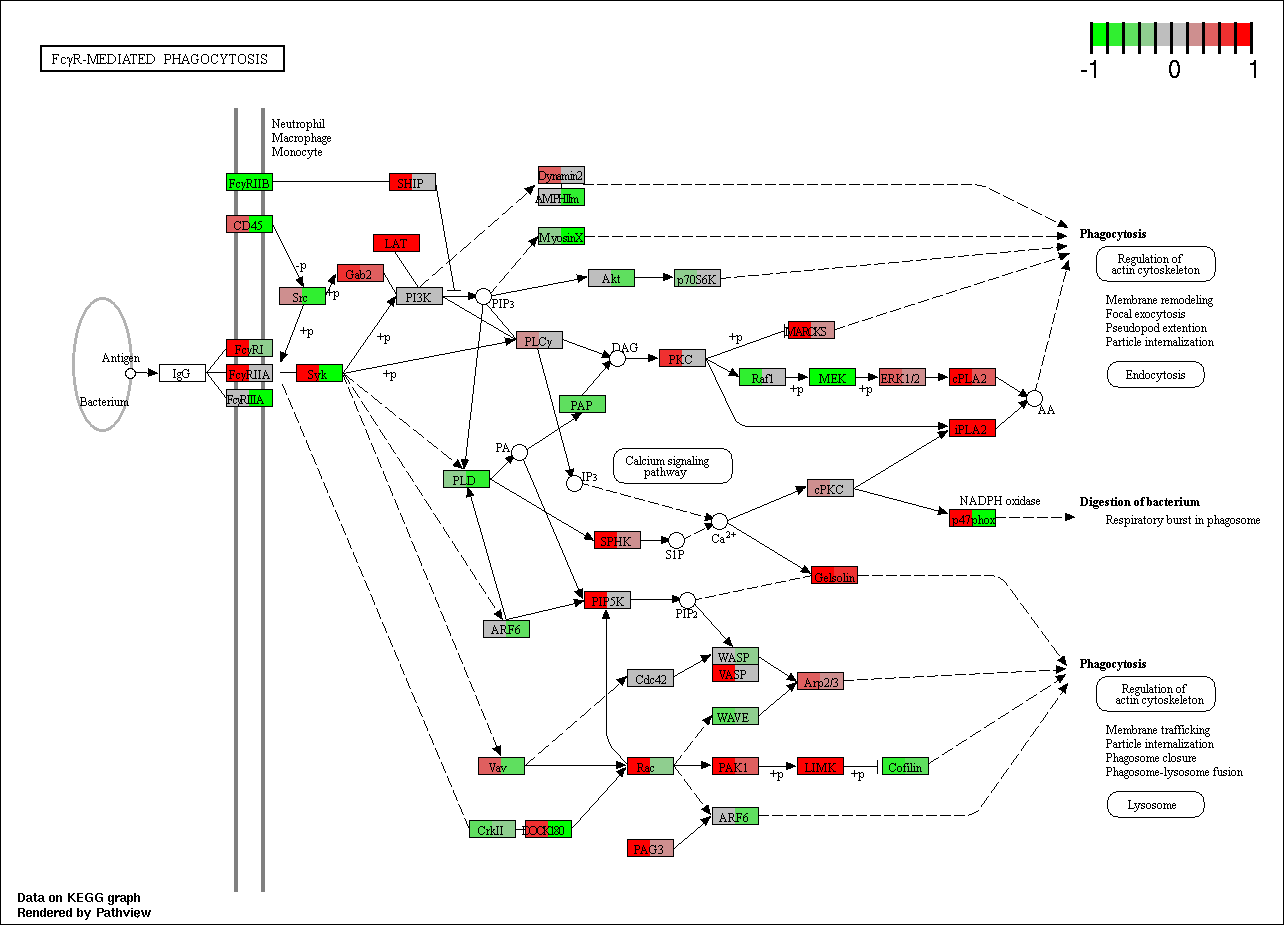 FcγR-MEDIATED PHAGOCYTOSIS
-1
0
1
Neutrophil
Macrophage
Monocyte
FcγRIIB
SHIP
Dynamin2
AMPHIIm
CD45
LAT
MyosinX
Phagocytosis
Regulation of
actin cytoskeleton
-p
Gab2
Akt
p70S6K
Src
+p
PI3K
PIP3
Membrane remodeling
Focal exocytosis
Pseudopod extention
Particle internalization
+p
+p
PLCγ
+p
MARCKS
FcγRI
DAG
PKC
Antigen
IgG
FcγRIIA
Syk
+p
Raf1
+p
MEK
+p
ERK1/2
cPLA2
Endocytosis
Bacterium
FcγRIIIA
PAP
AA
iPLA2
PA
Calcium signaling
pathway
PLD
IP3
cPKC
NADPH oxidase
Digestion of bacterium
p47phox
Respiratory burst in phagosome
SPHK
S1P
Ca2+
Gelsolin
PIP5K
PIP2
ARF6
WASP
VASP
Cdc42
Arp2/3
Phagocytosis
Regulation of
actin cytoskeleton
WAVE
Membrane trafficking
Particle internalization
Phagosome closure
Phagosome-lysosome fusion
Vav
Rac
PAK1
+p
LIMK
+p
Cofilin
Lysosome
CrkII
DOCK180
ARF6
PAG3
Data on KEGG graph
Rendered by Pathview